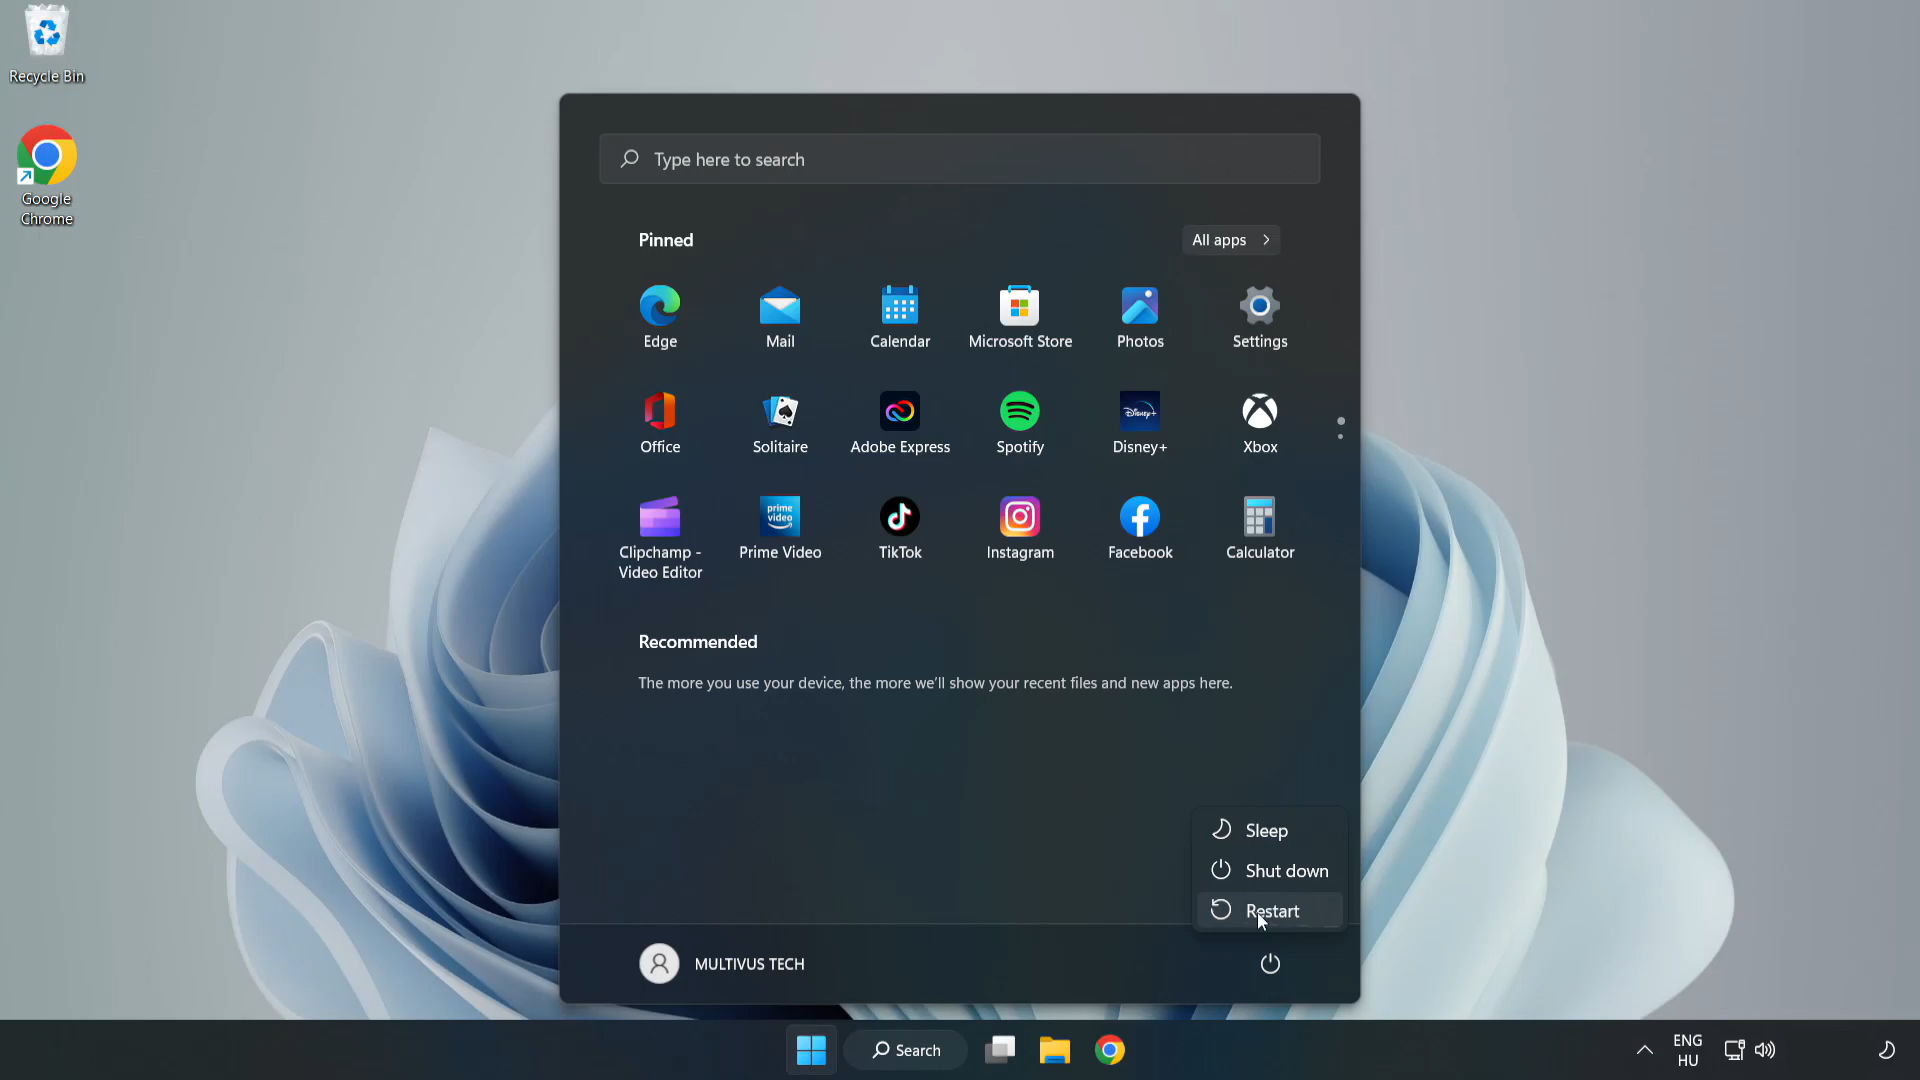 Recycle Bin
Google
Chrome
Type here to search
Pinned
All apps
Edge
Mail
Calendar
Microsoft Store
Photos
Settings
Office
Solitaire
Adobe Express
Spotify
Disney+
Disney+
Xbox
prime
video
Clipchamp -
Video Editor
Prime Video
TikTok
Instagram
Facebook
Calculator
Recommended
The more you use your device, the more we'll show your recent files and new apps here.
Sleep
Shut down
Restart
MULTIVUS TECH
Search
ENG
HU